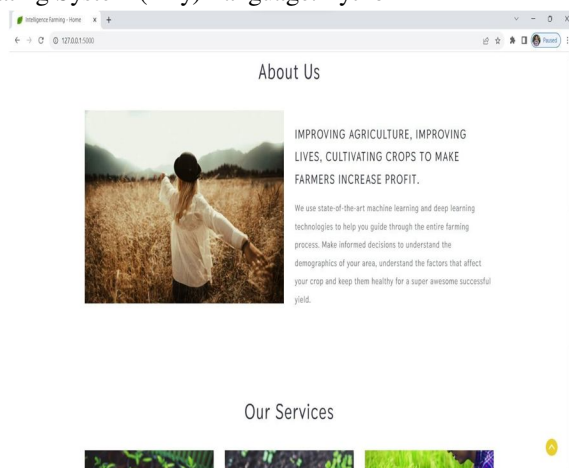 Intelligence Farming - Home
127.0.0.1:5000
Paused
About Us
IMPROVING AGRICULTURE, IMPROVING
LIVES, CULTIVATING CROPS TO MAKE
FARMERS INCREASE PROFIT.
We use state-of-the-art machine learning and deep learning
technologies to help you guide through the entire farming
process. Make informed decisions to understand the
demographics of your area, understand the factors that affect
your crop and keep them healthy for a super awesome successful
yield.
Our Services